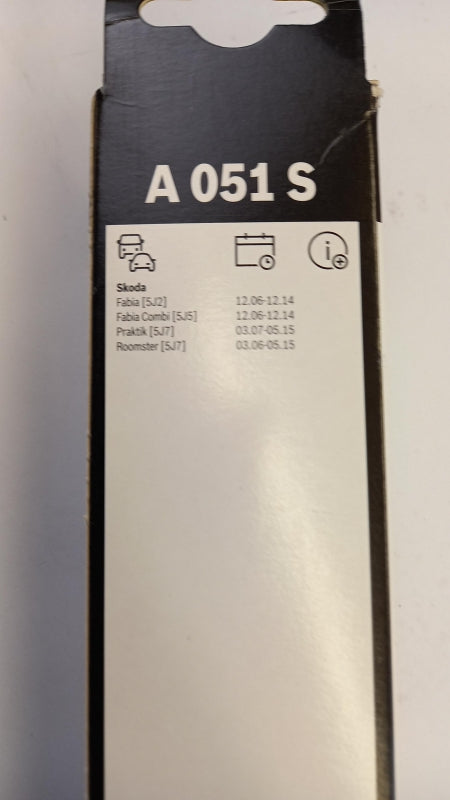 A 051 S
Skoda
Fabia [5J2] 12.06-12.14
Fabia Combi [5J5] 12.06-12.14
Praktik [5J7] 03.07-05.15
Roomster [5J7] 03.06-05.15